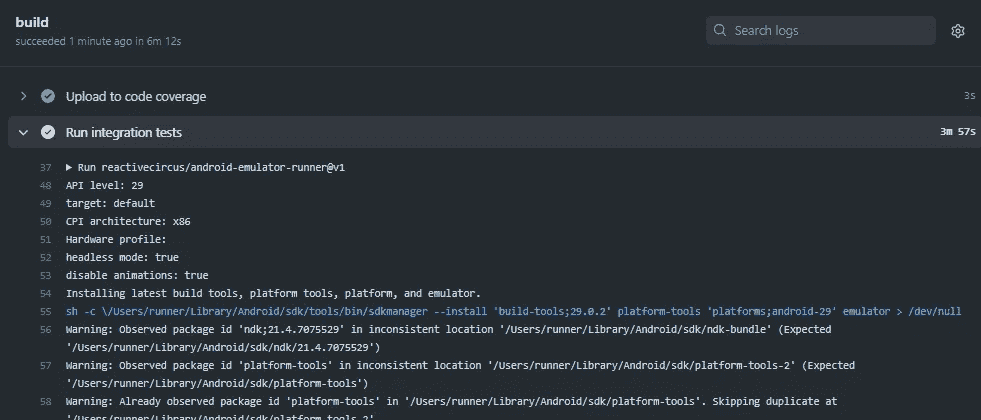 build
succeeded 1 minute ago in 6m 12s
Search logs
Upload to code coverage
3s
Run integration tests
3m 57s
37 ▶ Run reactivecircus/android-emulator-runner@v1
48 API level: 29
49 target: default
50 CPI architecture: x86
51 Hardware profile:
52 headless mode: true
53 disable animations: true
54 Installing latest build tools, platform tools, platform, and emulator.
55 sh -c \/Users/runner/Library/Android/sdk/tools/bin/sdkmanager --install 'build-tools;29.0.2' platform-tools 'platforms;android-29' emulator > /dev/null
56 Warning: Observed package id 'ndk;21.4.7075529' in inconsistent location '/Users/runner/Library/Android/sdk/ndk-bundle' (Expected
'/Users/runner/Library/Android/sdk/ndk/21.4.7075529')
57 Warning: Observed package id 'platform-tools' in inconsistent location '/Users/runner/Library/Android/sdk/platform-tools-2' (Expected
'/Users/runner/Library/Android/sdk/platform-tools')
58 Warning: Already observed package id 'platform-tools' in '/Users/runner/Library/Android/sdk/platform-tools'. Skipping duplicate at
'/Users/runner/Library/Android/sdk/platform-tools-2'